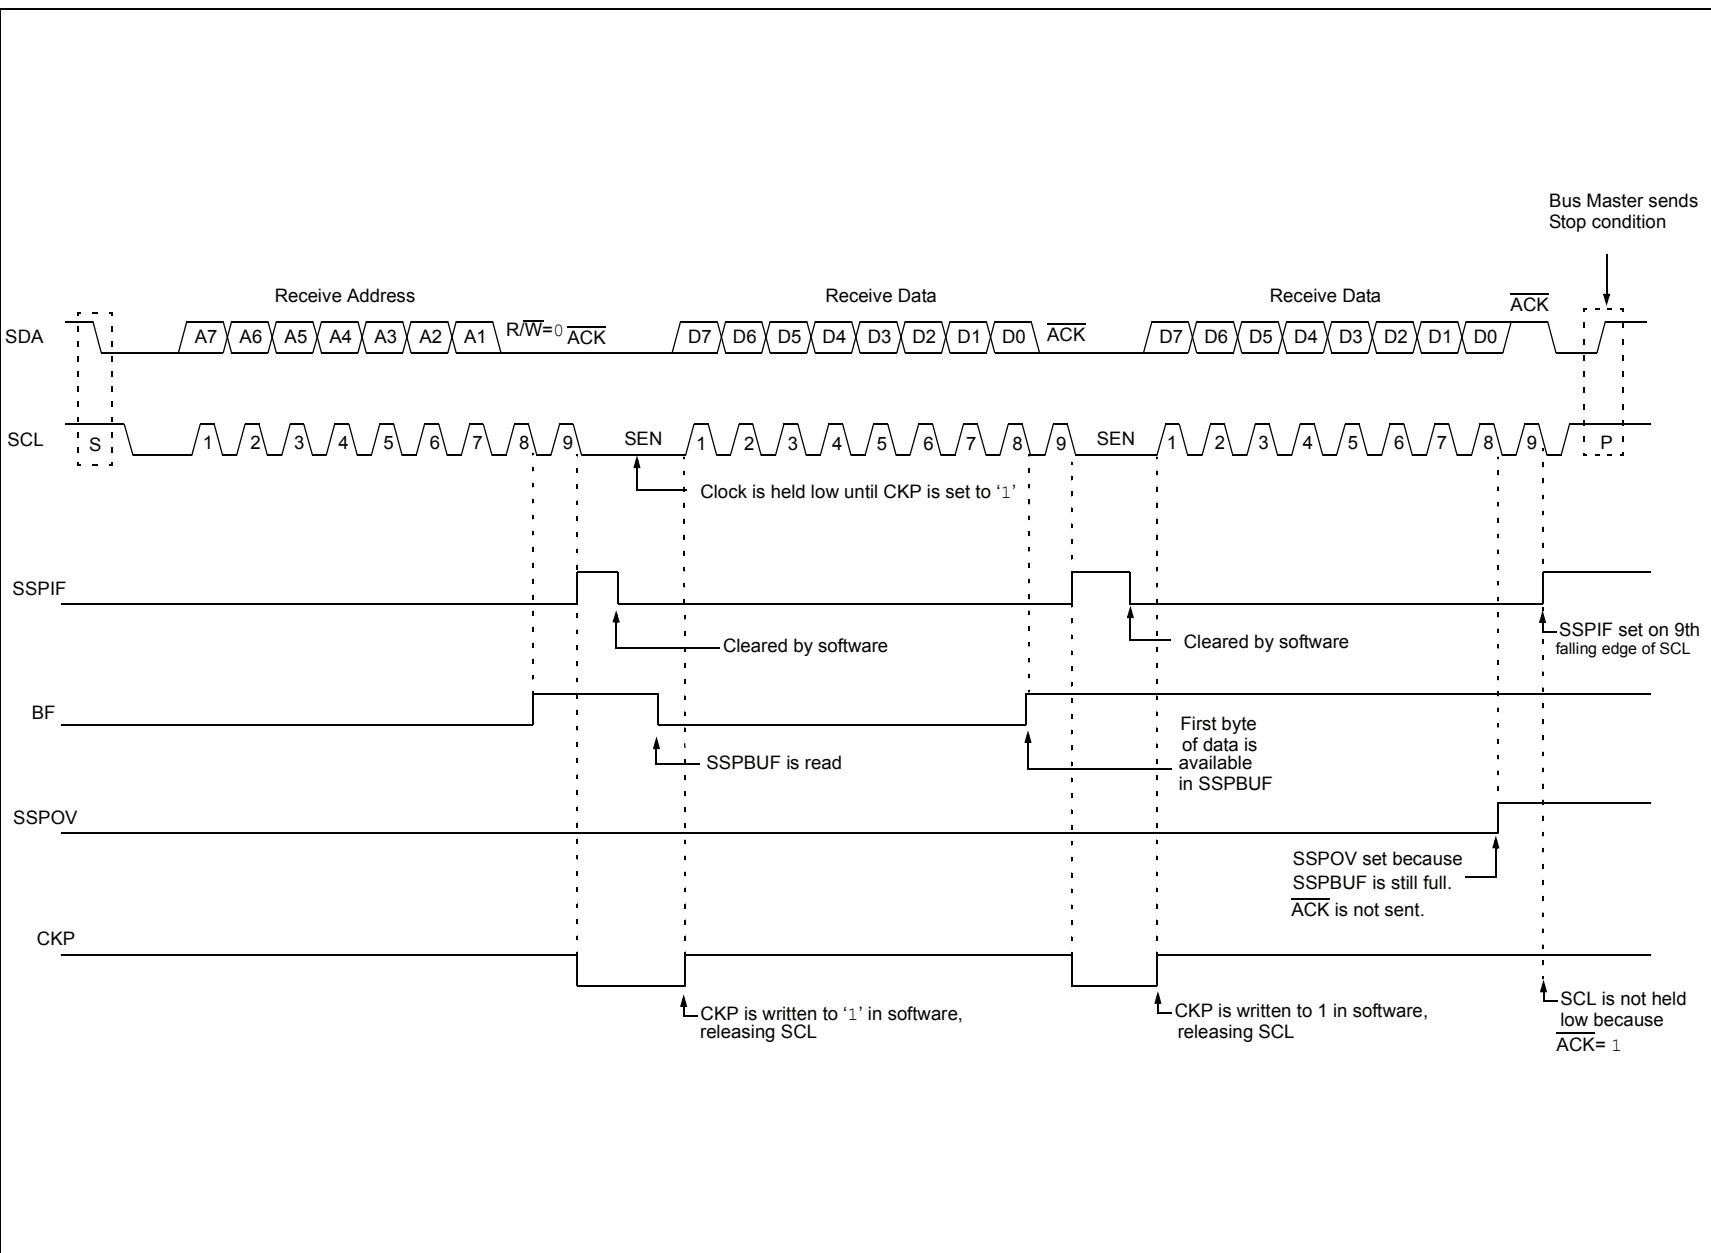 Bus Master sends
Stop condition
Receive Address
Receive Data
Receive Data
ACK
SDA
A7 A6 A5 A4 A3 A2 A1 R/W=0 ACK
D7 D6 D5 D4 D3 D2 D1 D0 ACK
D7 D6 D5 D4 D3 D2 D1 D0
SCL
S
1 2 3 4 5 6 7 8 9 SEN
1 2 3 4 5 6 7 8 9 SEN
1 2 3 4 5 6 7 8 9
P
Clock is held low until CKP is set to ‘1’
SSPIF
Cleared by software
Cleared by software
SSPIF set on 9th
falling edge of SCL
BF
SSPBUF is read
First byte
of data is
available
in SSPBUF
SSPOV
SSPOV set because
SSPBUF is still full.
ACK is not sent.
CKP
CKP is written to ‘1’ in software,
releasing SCL
CKP is written to 1 in software,
releasing SCL
SCL is not held
low because
ACK= 1